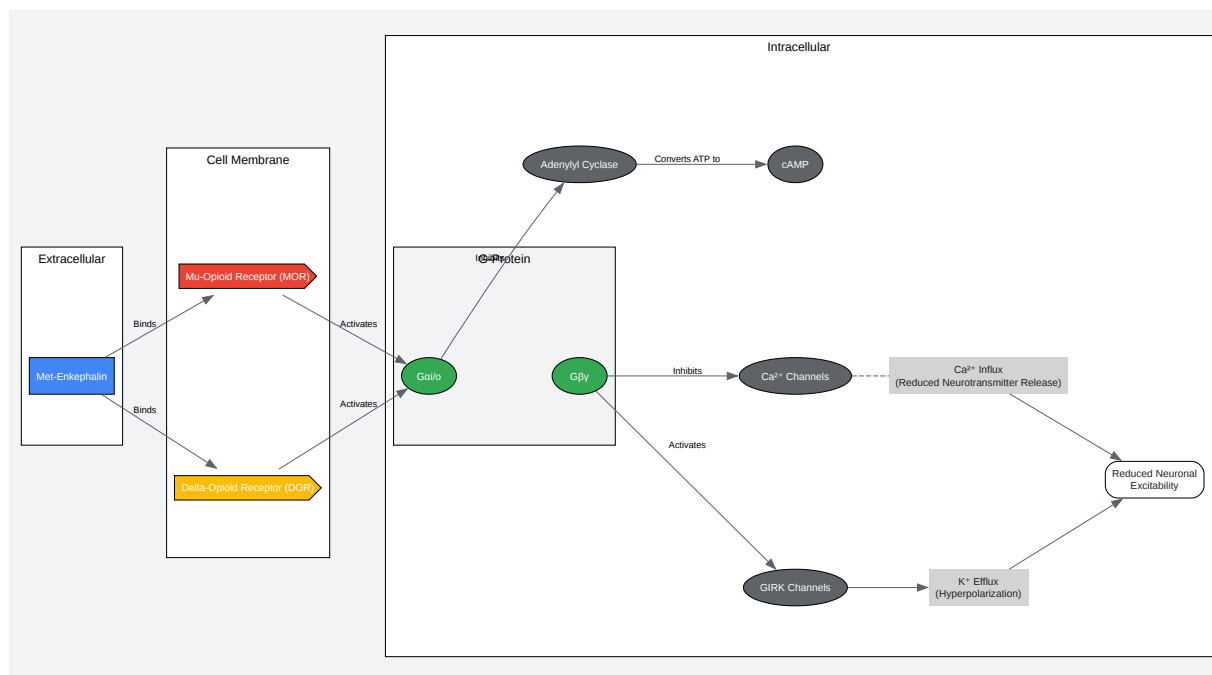 Intracellular
Cell Membrane
Adenylyl Cyclase
Converts ATP to
cAMP
Extracellular
Inhibits
G-Protein
Mu-Opioid Receptor (MOR)
Binds
Activates
Met-Enkephalin
Gαi/o
Gβγ
Inhibits
Ca²⁺ Channels
Ca²⁺ Influx
(Reduced Neurotransmitter Release)
Binds
Activates
Activates
Delta-Opioid Receptor (DOR)
Reduced Neuronal
Excitability
GIRK Channels
K⁺ Efflux
(Hyperpolarization)